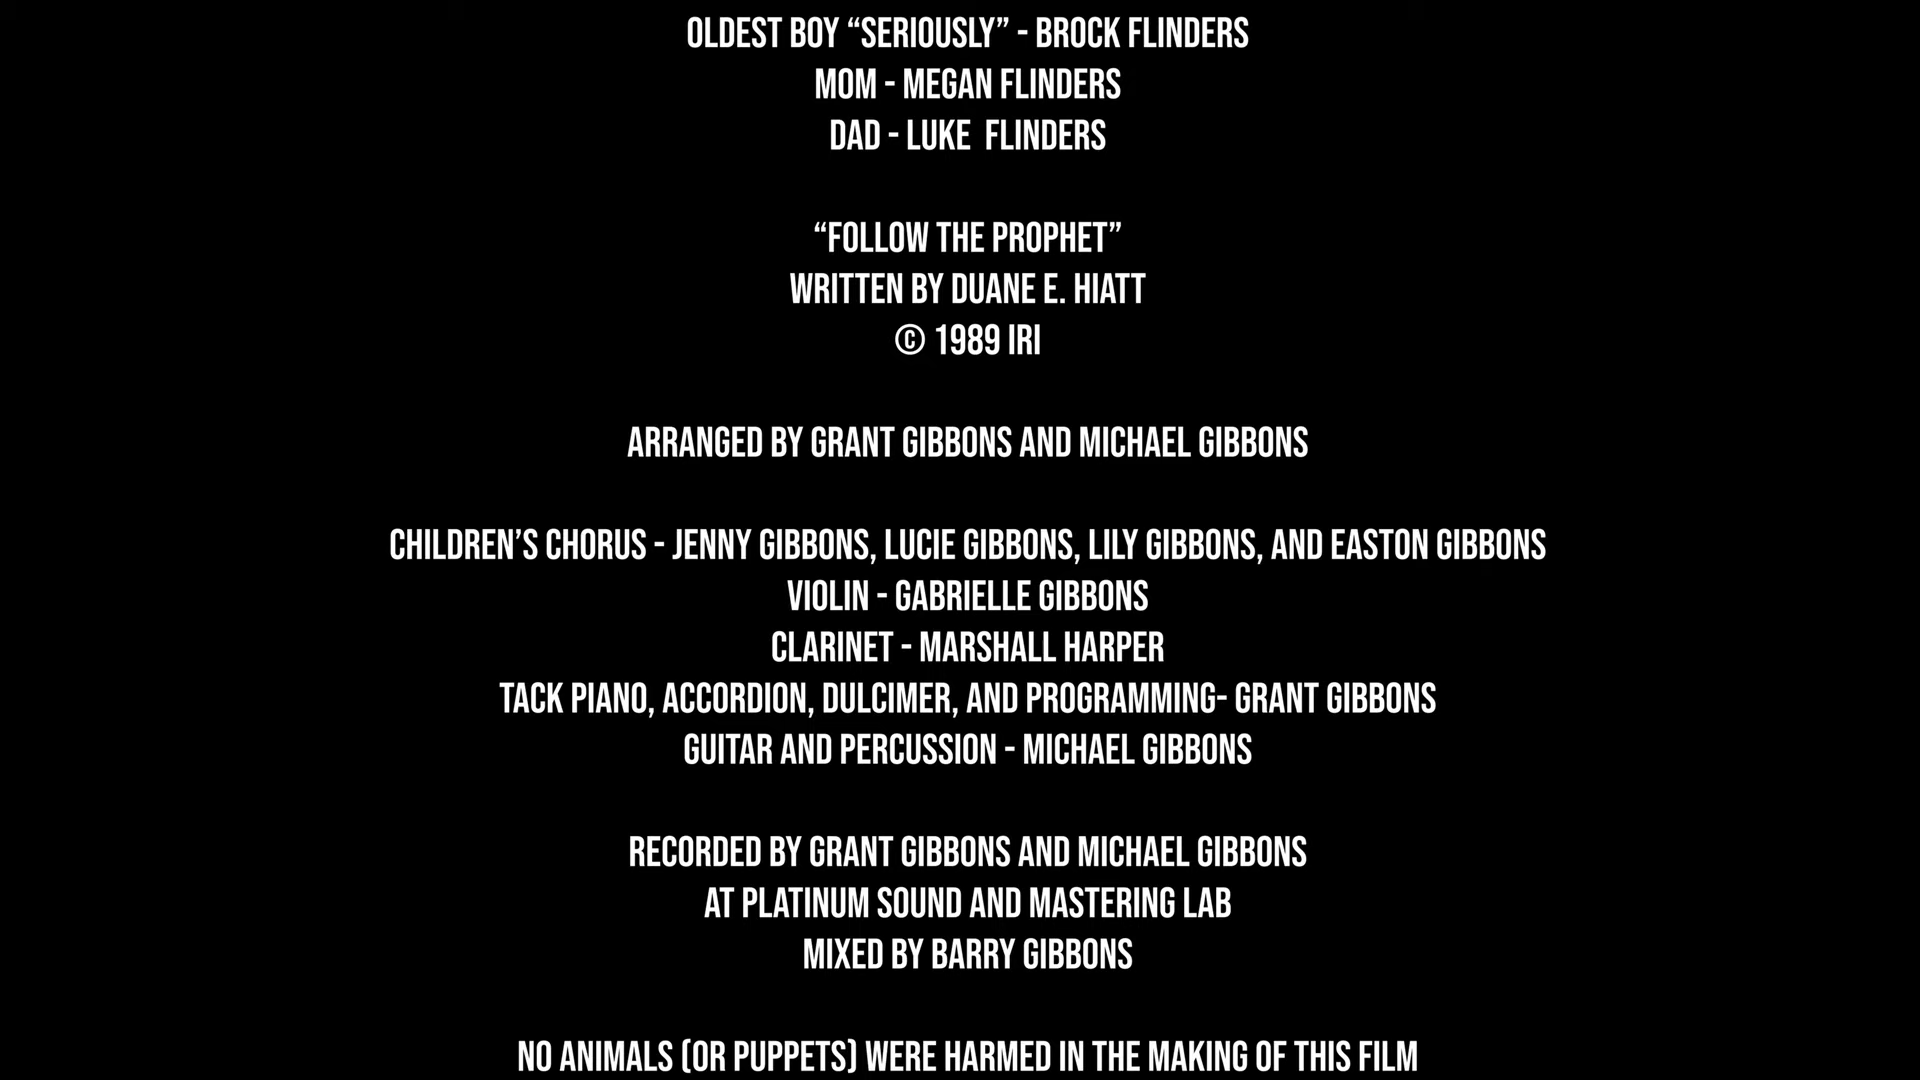 OLDEST BOY “SERIOUSLY” - BROCK FLINDERS
MOM - MEGAN FLINDERS
DAD - LUKE  FLINDERS
“FOLLOW THE PROPHET”
WRITTEN BY DUANE E. HIATT
© 1989 IRI
ARRANGED BY GRANT GIBBONS AND MICHAEL GIBBONS
CHILDREN’S CHORUS - JENNY GIBBONS, LUCIE GIBBONS, LILY GIBBONS, AND EASTON GIBBONS
VIOLIN - GABRIELLE GIBBONS
CLARINET - MARSHALL HARPER
TACK PIANO, ACCORDION, DULCIMER, AND PROGRAMMING- GRANT GIBBONS
GUITAR AND PERCUSSION - MICHAEL GIBBONS
RECORDED BY GRANT GIBBONS AND MICHAEL GIBBONS
AT PLATINUM SOUND AND MASTERING LAB
MIXED BY BARRY GIBBONS
NO ANIMALS (OR PUPPETS) WERE HARMED IN THE MAKING OF THIS FILM